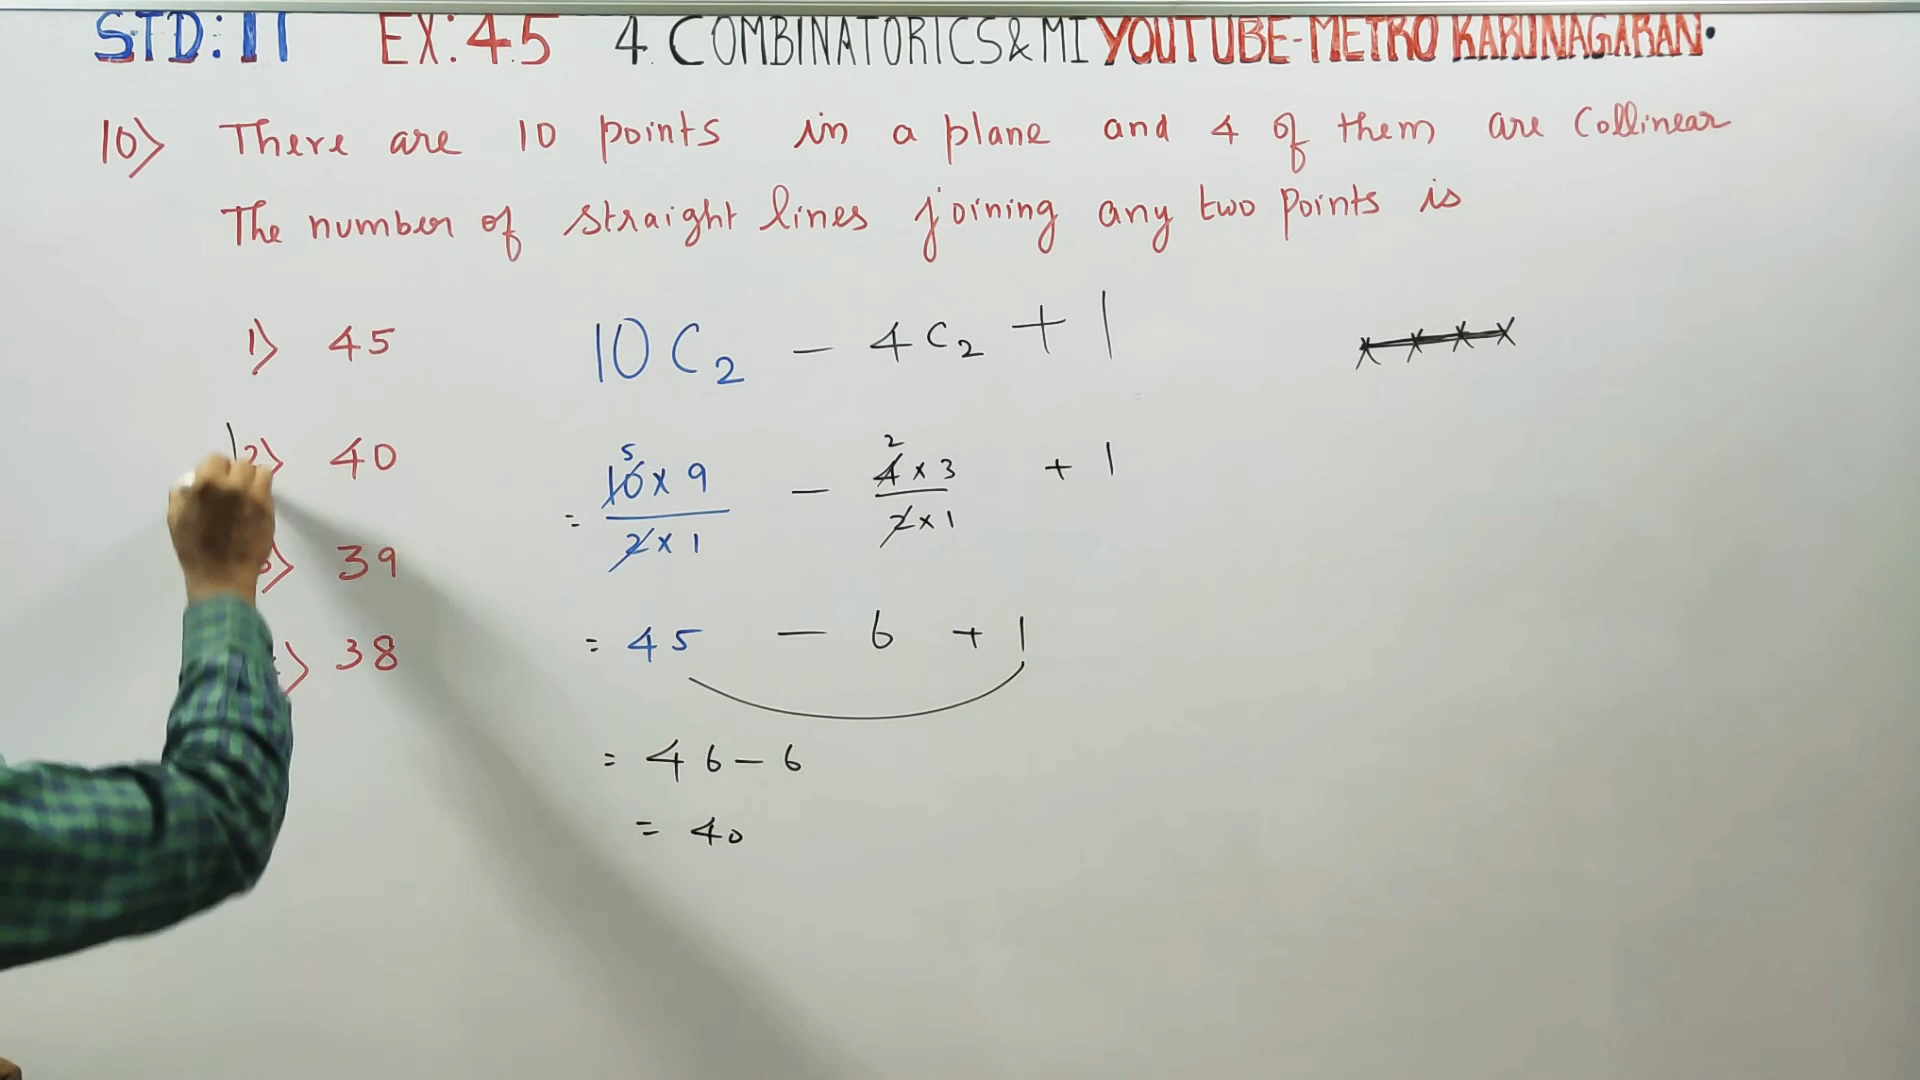 STD:11 EX:4.5 4. COMBINATORICS & MI YOUTUBE-METRO KARUNAGARAN.
10) There are 10 points in a plane and 4 of them are Collinear
The number of straight lines joining any two points is
1) 45
2) 40
39
38
10C₂ - 4C₂ + 1
= 10 × 9 / 2 × 1 - 4 × 3 / 2 × 1 + 1
5 2
= 45 - 6 + 1
= 46 - 6
= 40